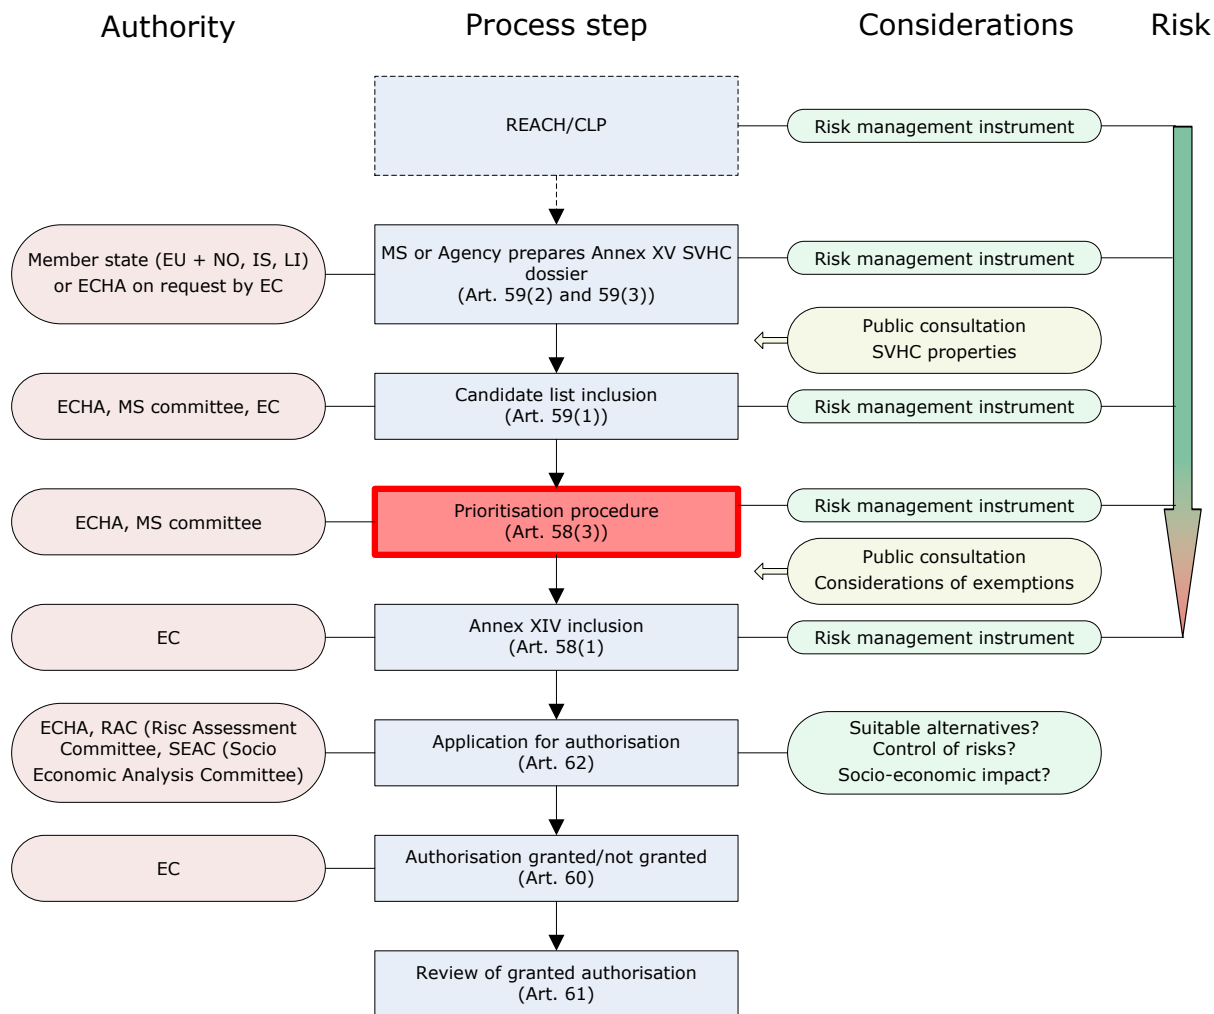 Authority
Process step
Considerations
Risk
REACH/CLP
Risk management instrument
Member state (EU + NO, IS, LI)
or ECHA on request by EC
MS or Agency prepares Annex XV SVHC
dossier
(Art. 59(2) and 59(3))
Risk management instrument
Public consultation
SVHC properties
ECHA, MS committee, EC
Candidate list inclusion
(Art. 59(1))
Risk management instrument
ECHA, MS committee
Prioritisation procedure
(Art. 58(3))
Risk management instrument
Public consultation
Considerations of exemptions
EC
Annex XIV inclusion
(Art. 58(1)
Risk management instrument
ECHA, RAC (Risc Assessment
Committee, SEAC (Socio
Economic Analysis Committee)
Application for authorisation
(Art. 62)
Suitable alternatives?
Control of risks?
Socio-economic impact?
EC
Authorisation granted/not granted
(Art. 60)
Review of granted authorisation
(Art. 61)